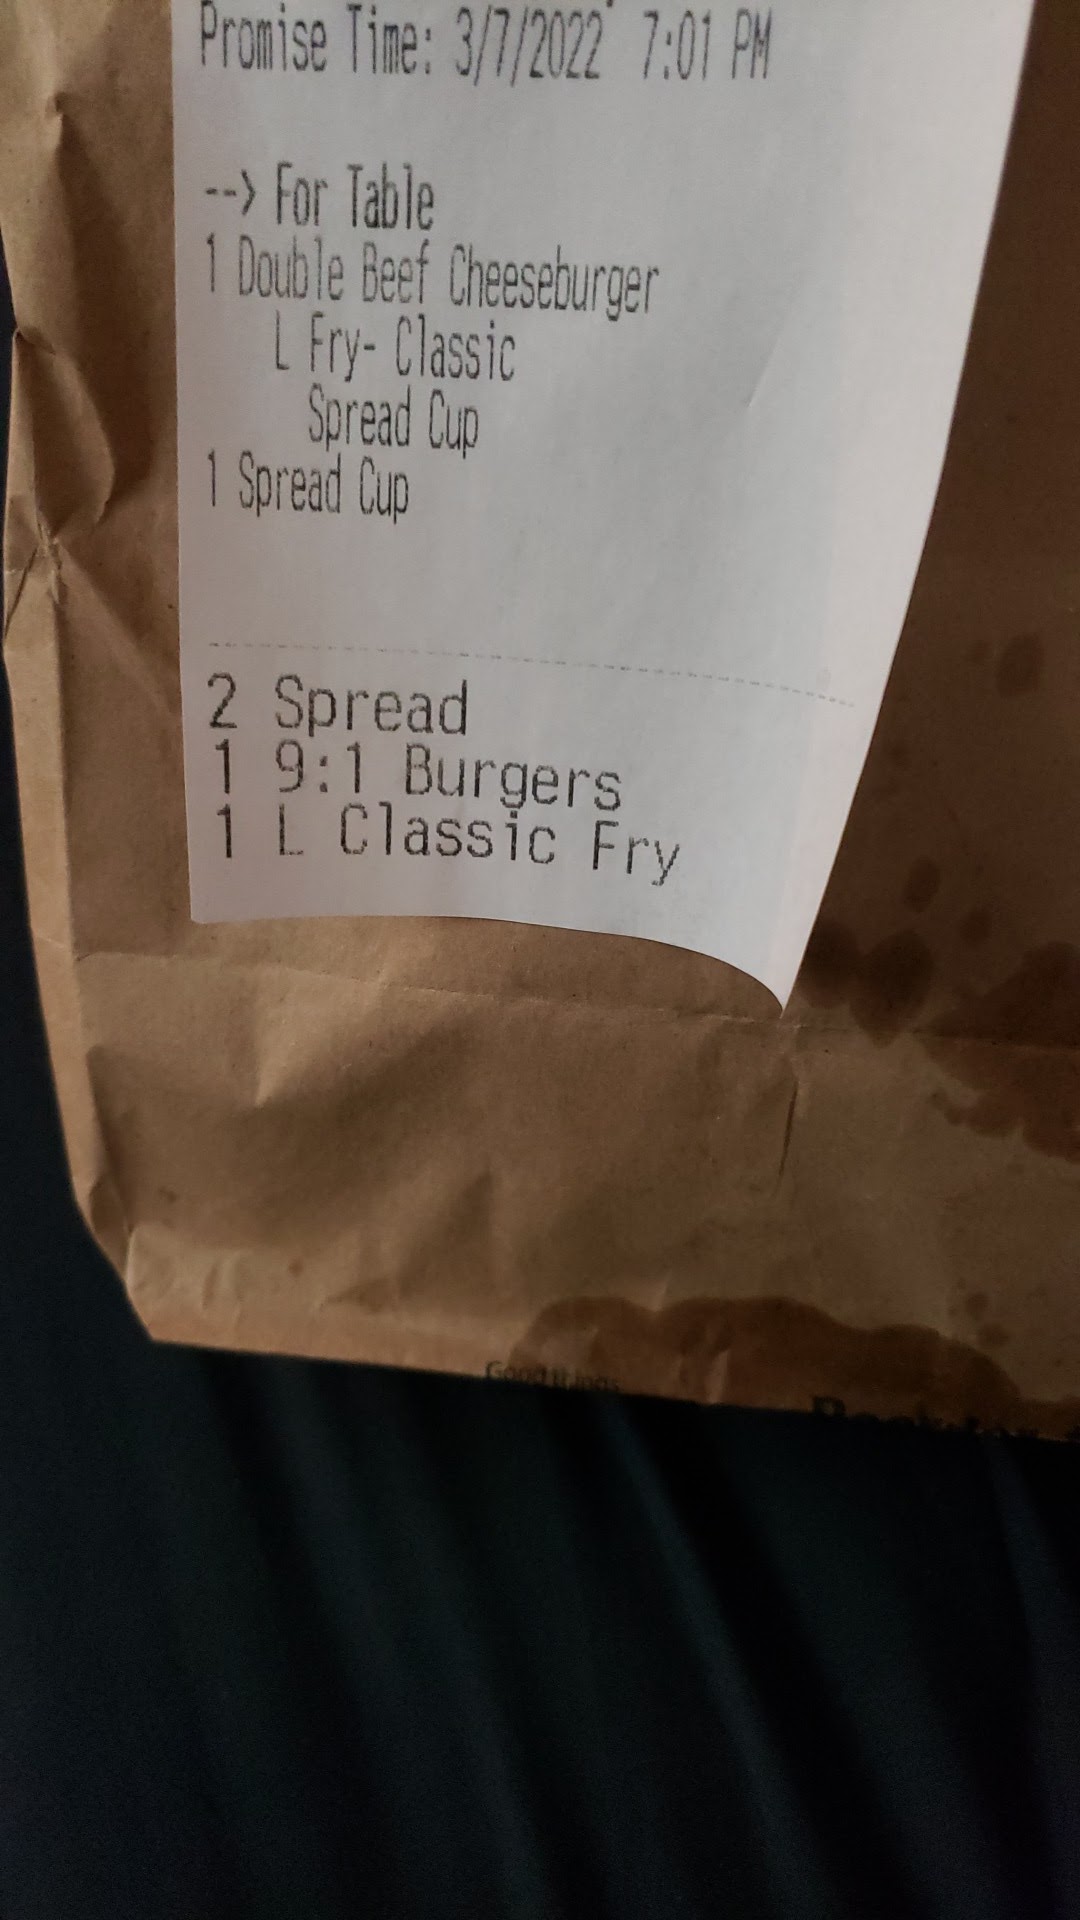 Promise Time: 3/7/2022 7:01 PM
--> For Table
1 Double Beef Cheeseburger
L Fry- Classic
Spread Cup
1 Spread Cup
2 Spread
1 9:1 Burgers
1 L Classic Fry